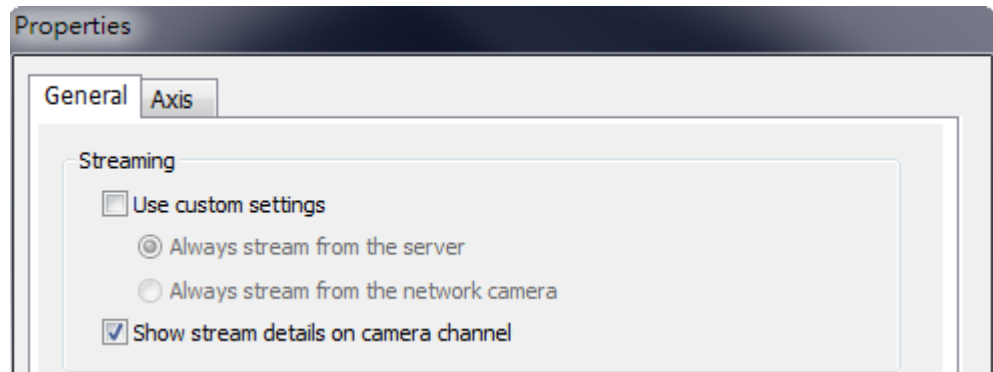 Properties
General
Axis
Streaming
Use custom settings
Always stream from the server
Always stream from the network camera
Show stream details on camera channel